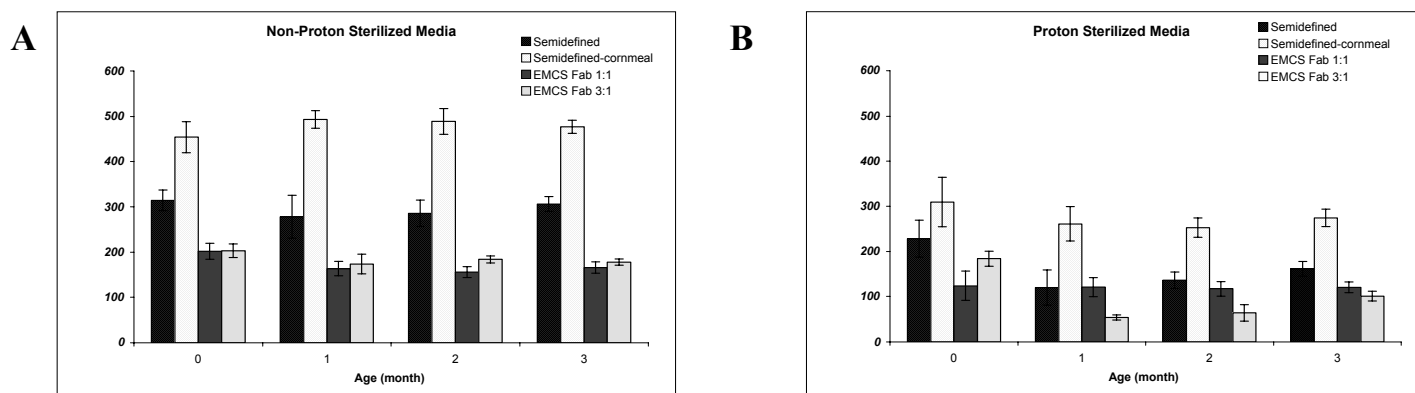 A
Non-Proton Sterilized Media
Semidefined
Semidefined-cornmeal
EMCS Fab 1:1
EMCS Fab 3:1
600
500
400
300
200
100
0
0 1 2 3
Age (month)
B
Proton Sterilized Media
Semidefined
Semidefined-cornmeal
EMCS Fab 1:1
EMCS Fab 3:1
600
500
400
300
200
100
0
0 1 2 3
Age (month)